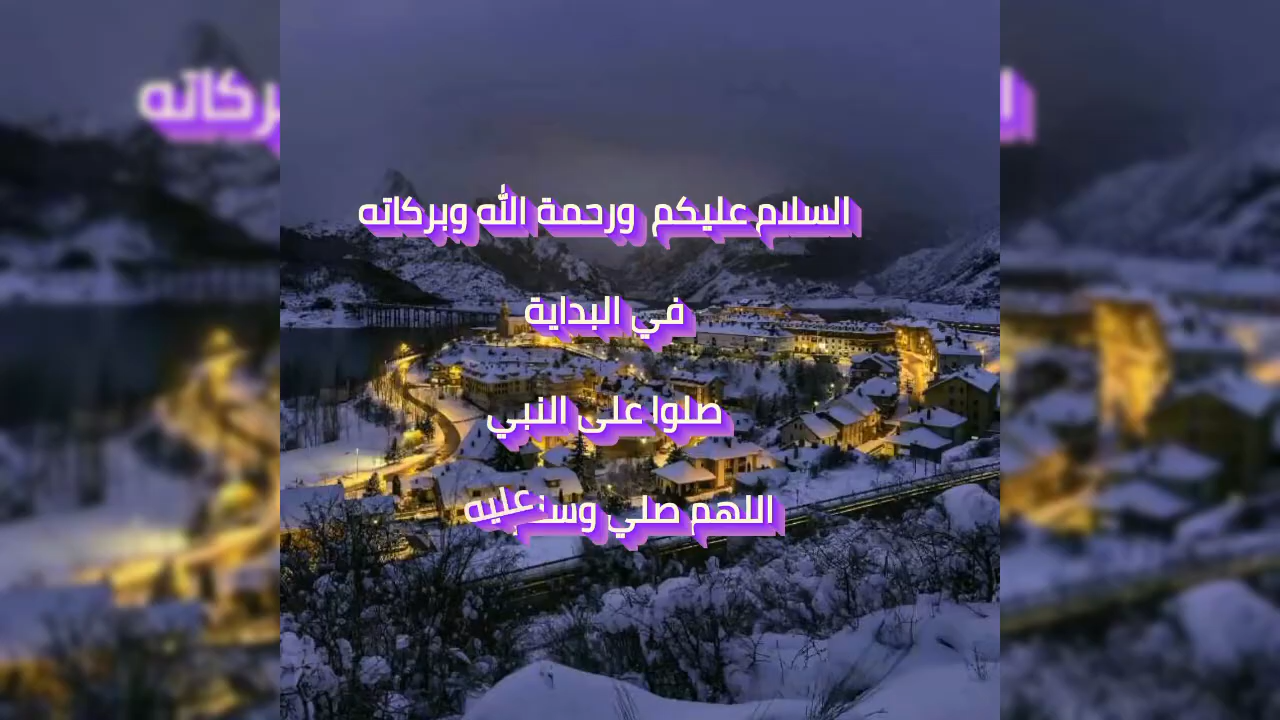 السلام عليكم ورحمة الله وبركاته
في البداية
صلوا على النبي
اللهم صلي عليه